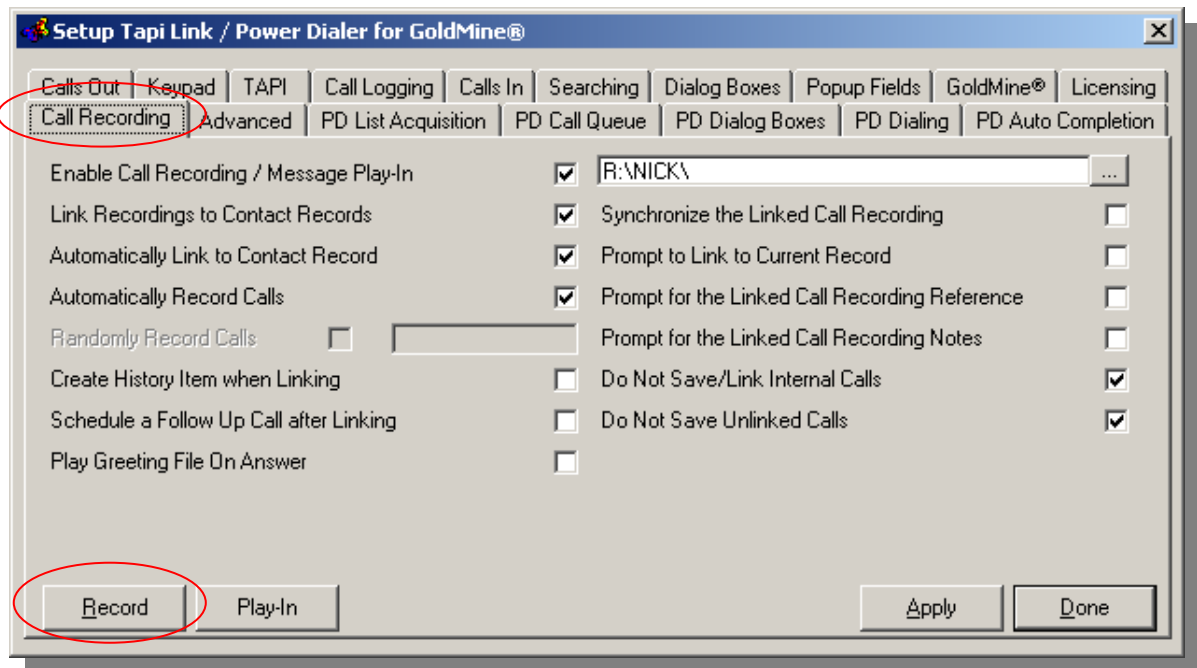 Setup Tapi Link / Power Dialer for GoldMine®
Calls Out Keypad TAPI Call Logging Calls In Searching Dialog Boxes Popup Fields GoldMine® Licensing
Call Recording Advanced PD List Acquisition PD Call Queue PD Dialog Boxes PD Dialing PD Auto Completion
Enable Call Recording / Message Play-In R:\NICK\ ...
Link Recordings to Contact Records Synchronize the Linked Call Recording
Automatically Link to Contact Record Prompt to Link to Current Record
Automatically Record Calls Prompt for the Linked Call Recording Reference
Randomly Record Calls Prompt for the Linked Call Recording Notes
Create History Item when Linking Do Not Save/Link Internal Calls
Schedule a Follow Up Call after Linking Do Not Save Unlinked Calls
Play Greeting File On Answer
Record Play-In Apply Done